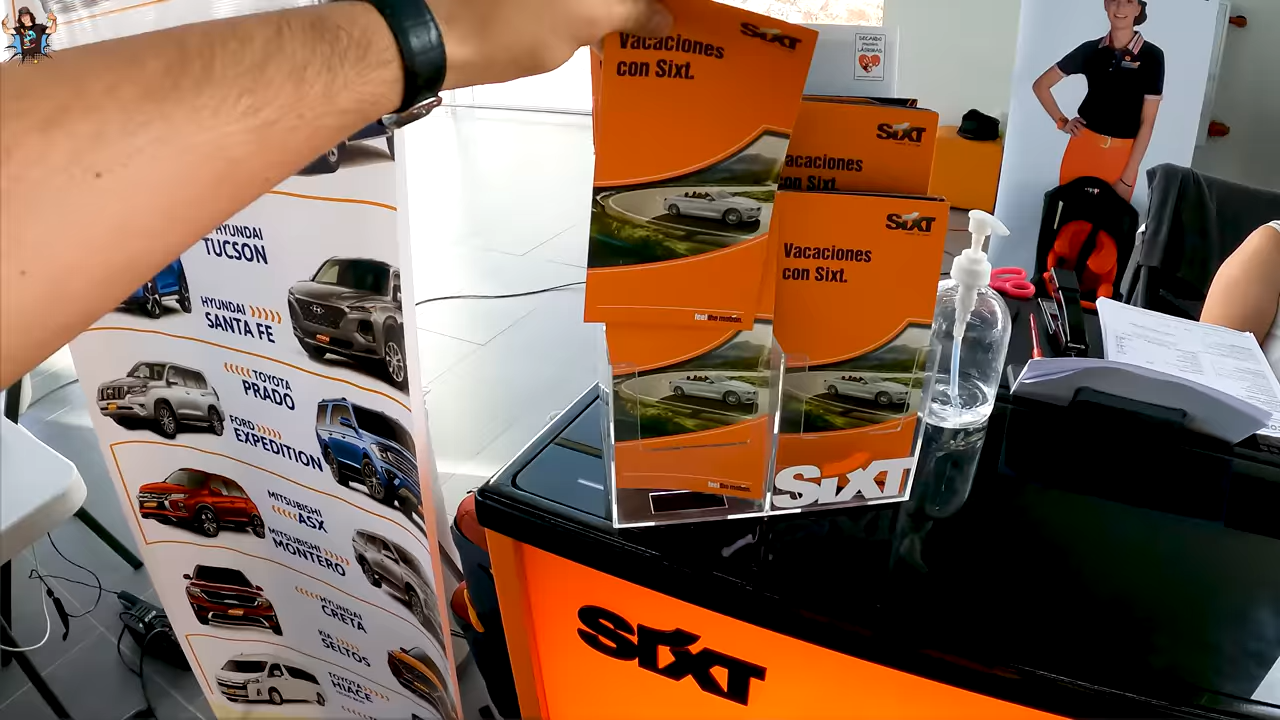 HYUNDAI
TUCSON
HYUNDAI
SANTA FE
TOYOTA
PRADO
FORD
EXPEDITION
MITSUBISHI
ASX
MITSUBISHI
MONTERO
HYUNDAI
CRETA
KIA
SELTOS
TOYOTA
HIACE
SIXT
Vacaciones
con Sixt.
feel the motion.
SIXT
acaciones
con Sixt.
SIXT
Vacaciones
con Sixt.
feel the motion.
SIXT
SIXT